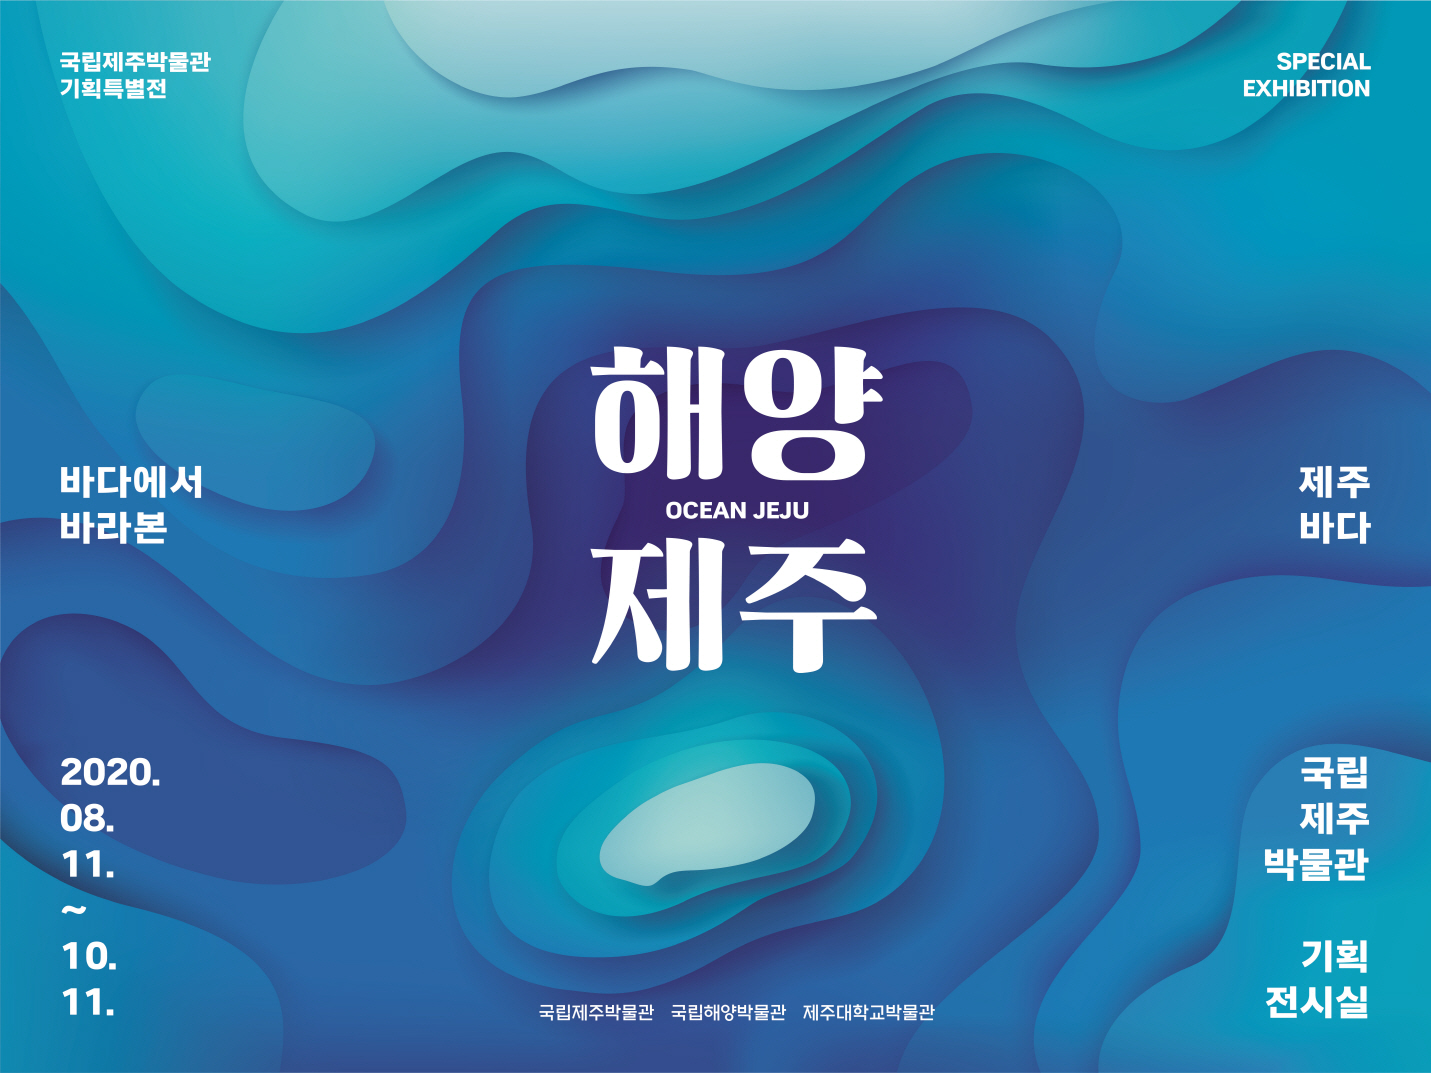 국립제주박물관
기획특별전
SPECIAL
EXHIBITION
해양
OCEAN JEJU
제주
바다에서
바라본
제주
바다
2020.
08.
11.
~
10.
11.
국립
제주
박물관
기획
전시실
국립제주박물관 국립해양박물관 제주대학교박물관